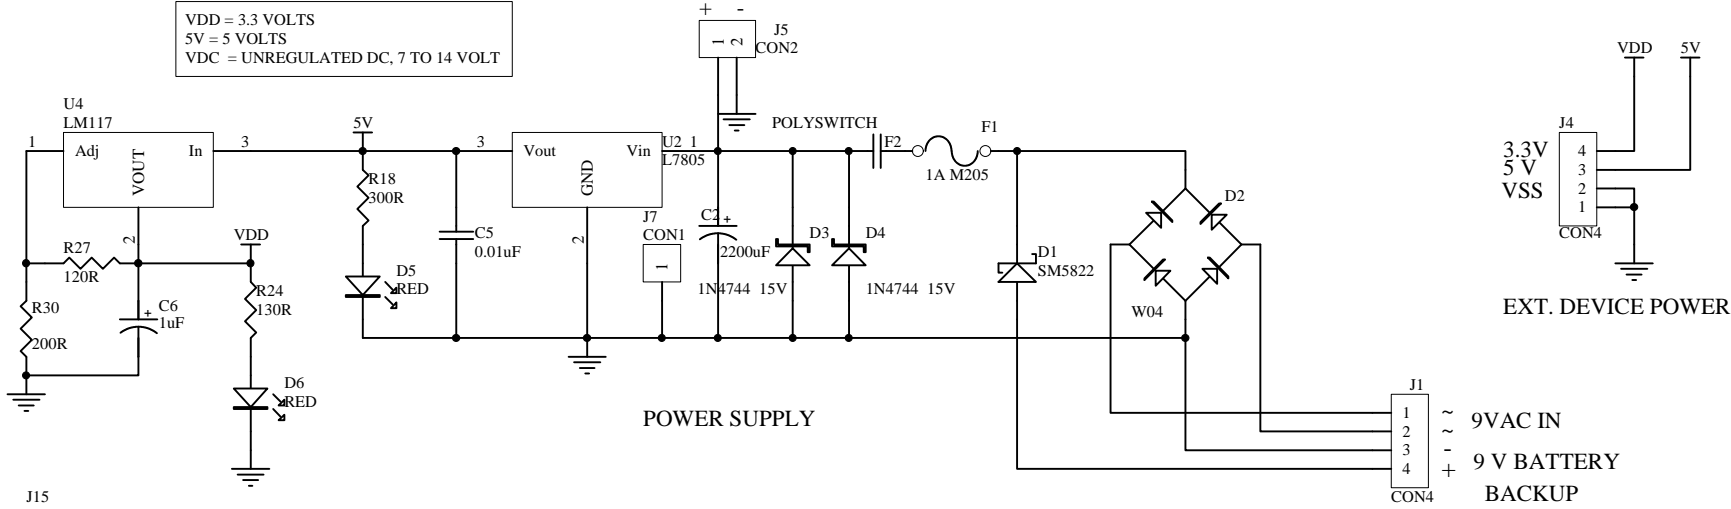 VDD = 3.3 VOLTS
5V = 5 VOLTS
VDC = UNREGULATED DC, 7 TO 14 VOLT
+ -
J5
CON2
1
2
U4
LM117
1
Adj
VOUT
In
3
2
5V
3
Vout
GND
Vin
U2 1
L7805
2
POLYSWITCH
F2
F1
1A M205
R18
300R
C5
0.01uF
J7
CON1
1
C2 +
2200uF
D3
D4
1N4744 15V
1N4744 15V
D1
SM5822
D2
W04
R27
120R
VDD
R30
200R
C6
+
1uF
R24
130R
D5
RED
D6
RED
POWER SUPPLY
VDD
5V
J4
3.3V
5 V
VSS
4
3
2
1
CON4
EXT. DEVICE POWER
J1
1 ~
2 ~
3 -
4 +
9VAC IN
9 V BATTERY
BACKUP
CON4
J15